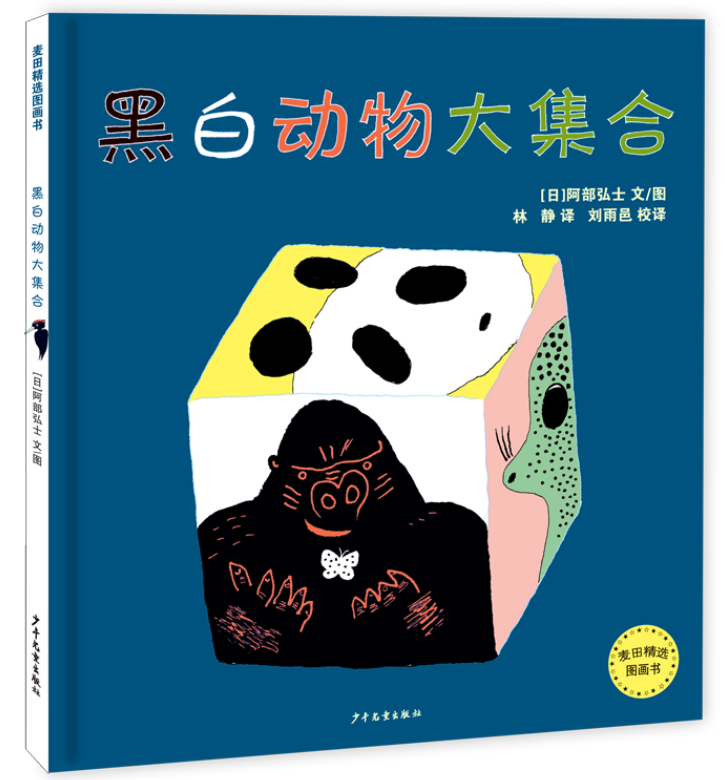 麦田精选图画书
黑白动物大集合
[日]阿部弘士 文/图
少年儿童出版社
黑白动物大集合
[日]阿部弘士 文/图
林 静 译 刘雨邑 校译
麦田精选
图画书
少年儿童出版社